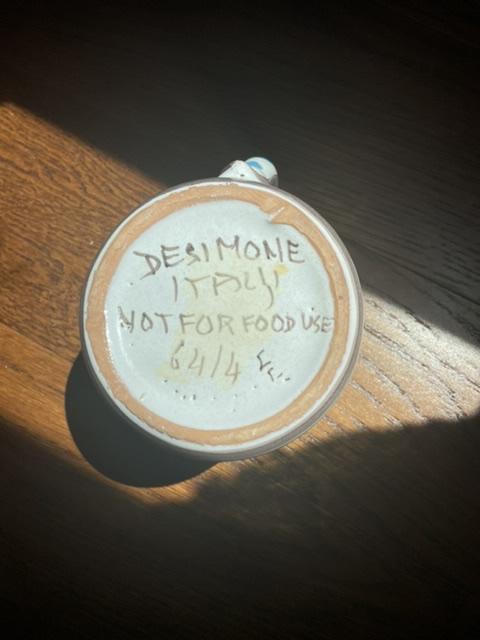 DESIMONE
ITALY
NOT FOR FOOD USE
64/4